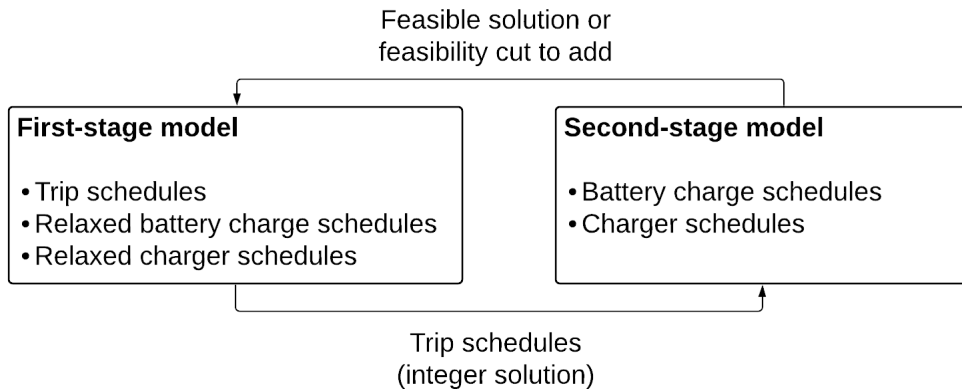 Feasible solution or
feasibility cut to add
First-stage model
• Trip schedules
• Relaxed battery charge schedules
• Relaxed charger schedules
Second-stage model
• Battery charge schedules
• Charger schedules
Trip schedules
(integer solution)